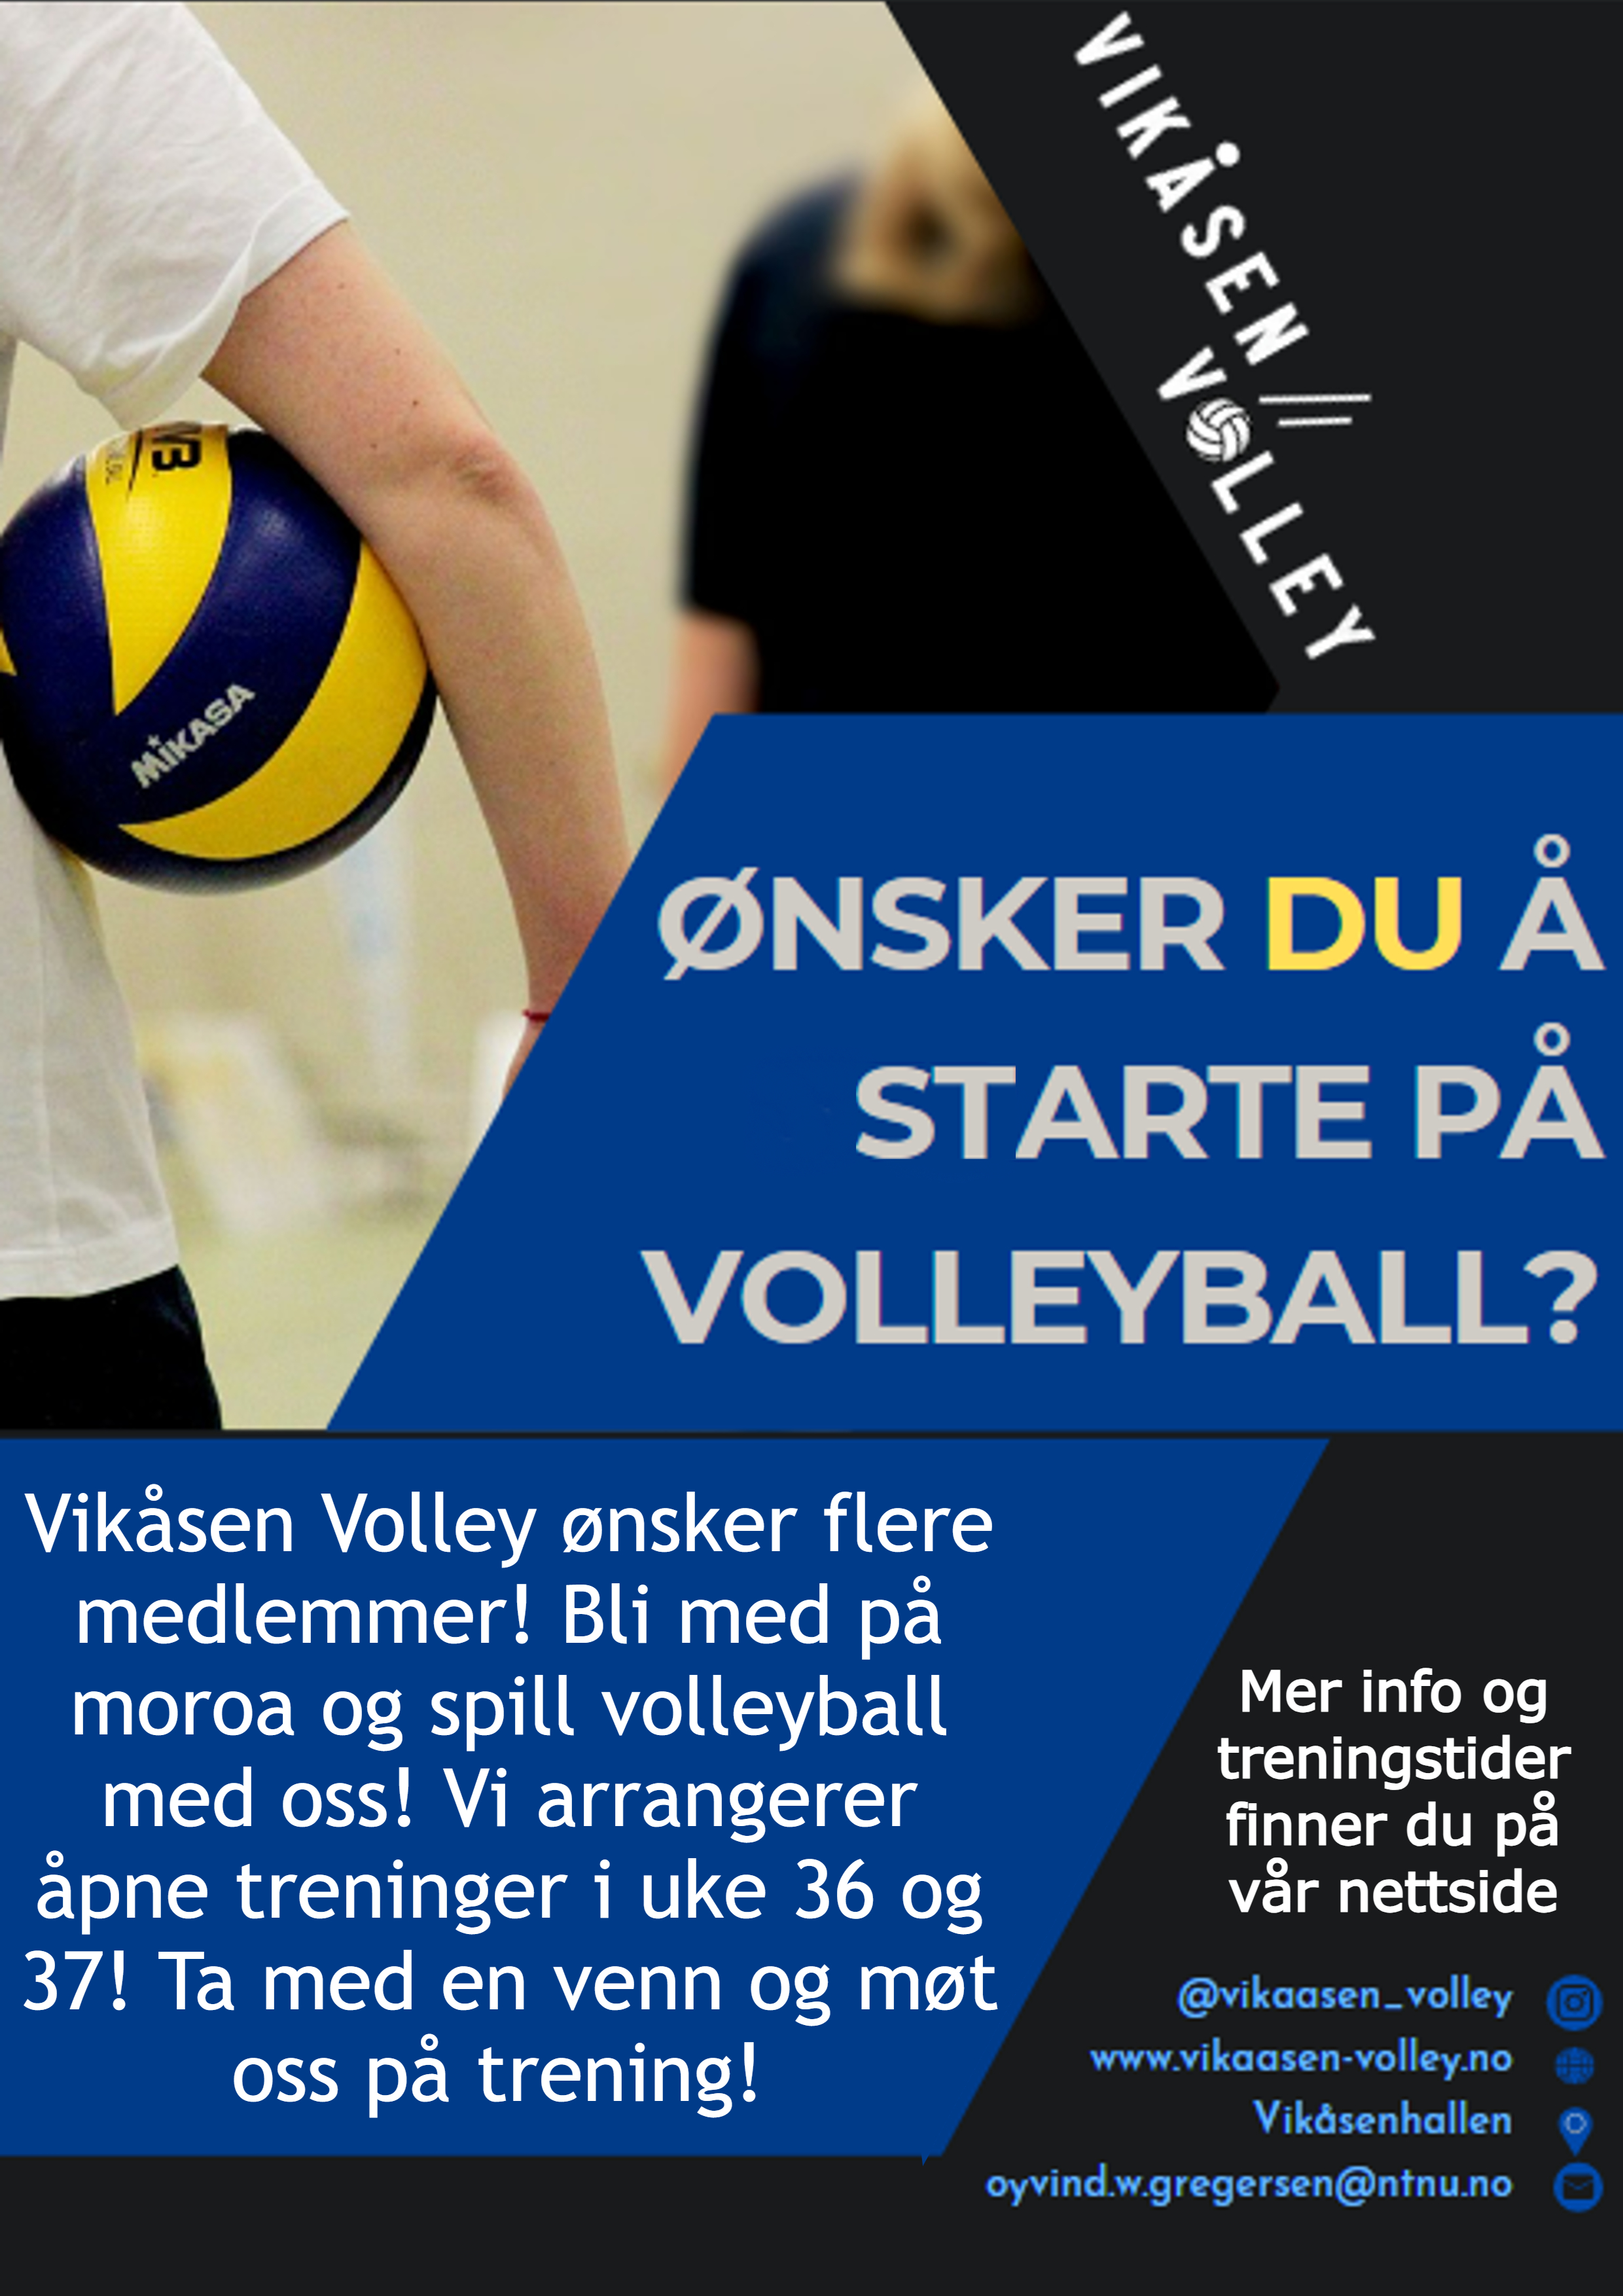 VIKÅSEN
VOLLEY
MIKASA
ØNSKER DU Å
STARTE PÅ
VOLLEYBALL?
Vikåsen Volley ønsker flere
medlemmer! Bli med på
moroa og spill volleyball
med oss! Vi arrangerer
åpne treninger i uke 36 og
37! Ta med en venn og møt
oss på trening!
Mer info og
treningstider
finner du på
vår nettside
@vikaasen_volley
www.vikaasen-volley.no
Vikåsenhallen
oyvind.w.gregersen@ntnu.no